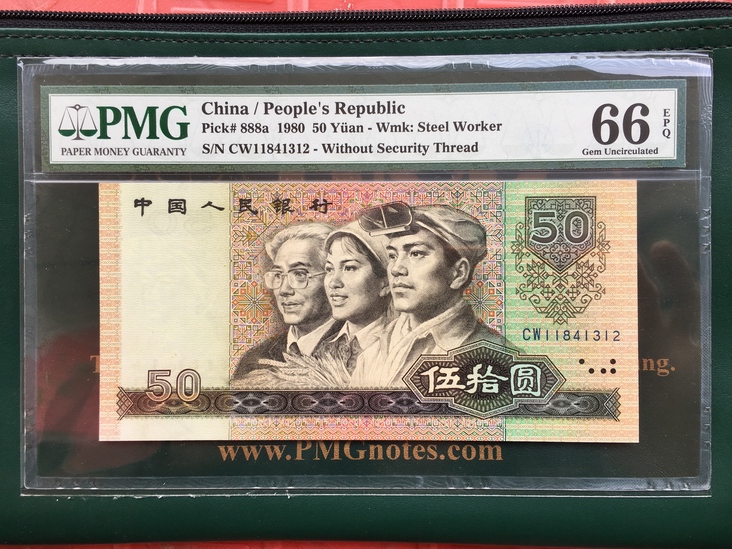 PMG
PAPER MONEY GUARANTY
China / People's Republic
Pick# 888a 1980 50 Yüan - Wmk: Steel Worker
S/N CW11841312 - Without Security Thread
66
EPQ
Gem Uncirculated
中国人民银行
50
CW11841312
ng.
50
伍拾圆
www.PMGnotes.com